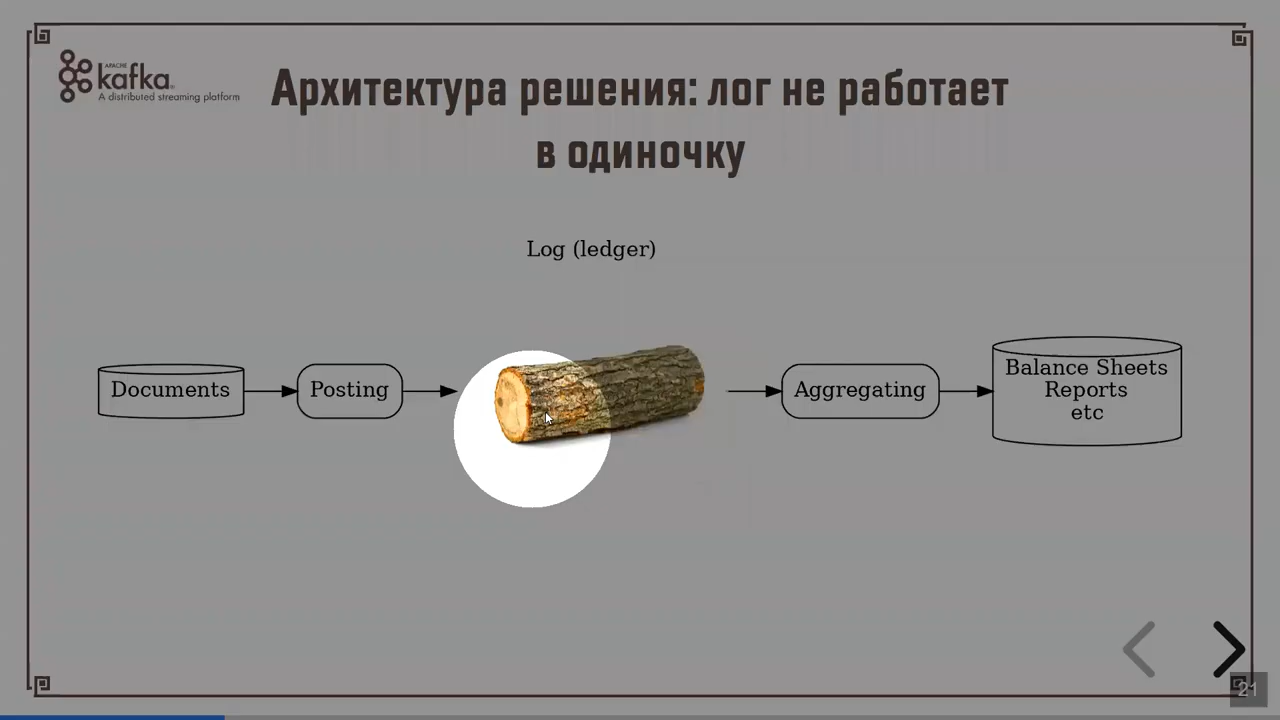 APACHE
kafka®
A distributed streaming platform
Архитектура решения: лог не работает
в одиночку
Log (ledger)
Documents
Posting
Aggregating
Balance Sheets
Reports
etc
21